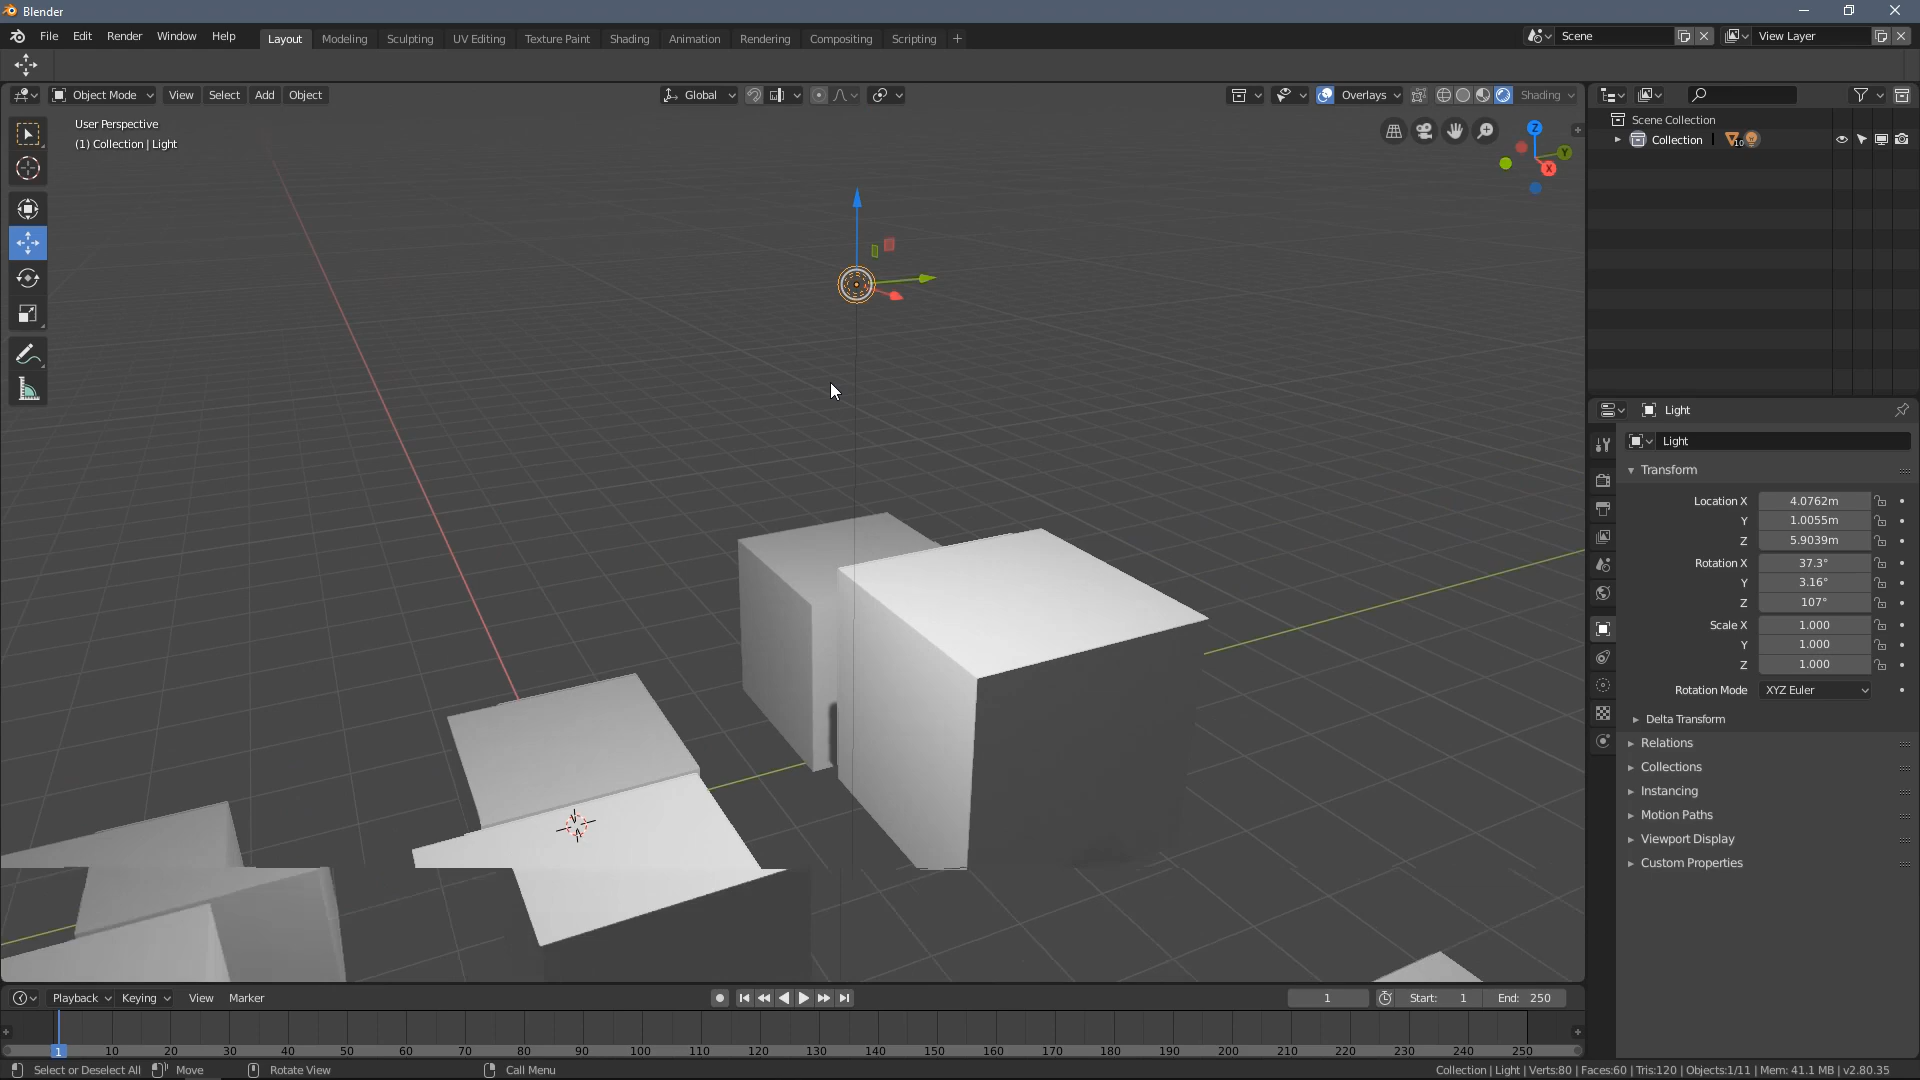 Blender
File Edit Render Window Help
Layout Modeling Sculpting UV Editing Texture Paint Shading Animation Rendering Compositing Scripting +
Scene
View Layer
Object Mode View Select Add Object
Global
Overlays
Shading
User Perspective
(1) Collection | Light
Z
Y
X
Scene Collection
Collection
10
Light
Light
Transform
Location X 4.0762m
Y 1.0055m
Z 5.9039m
Rotation X 37.3°
Y 3.16°
Z 107°
Scale X 1.000
Y 1.000
Z 1.000
Rotation Mode XYZ Euler
Delta Transform
Relations
Collections
Instancing
Motion Paths
Viewport Display
Custom Properties
Playback Keying View Marker
1
Start: 1
End: 250
1 10 20 30 40 50 60 70 80 90 100 110 120 130 140 150 160 170 180 190 200 210 220 230 240 250
Select or Deselect All Move Rotate View Call Menu
Collection | Light | Verts:80 | Faces:60 | Tris:120 | Objects:1/11 | Mem: 41.1 MB | v2.80.35